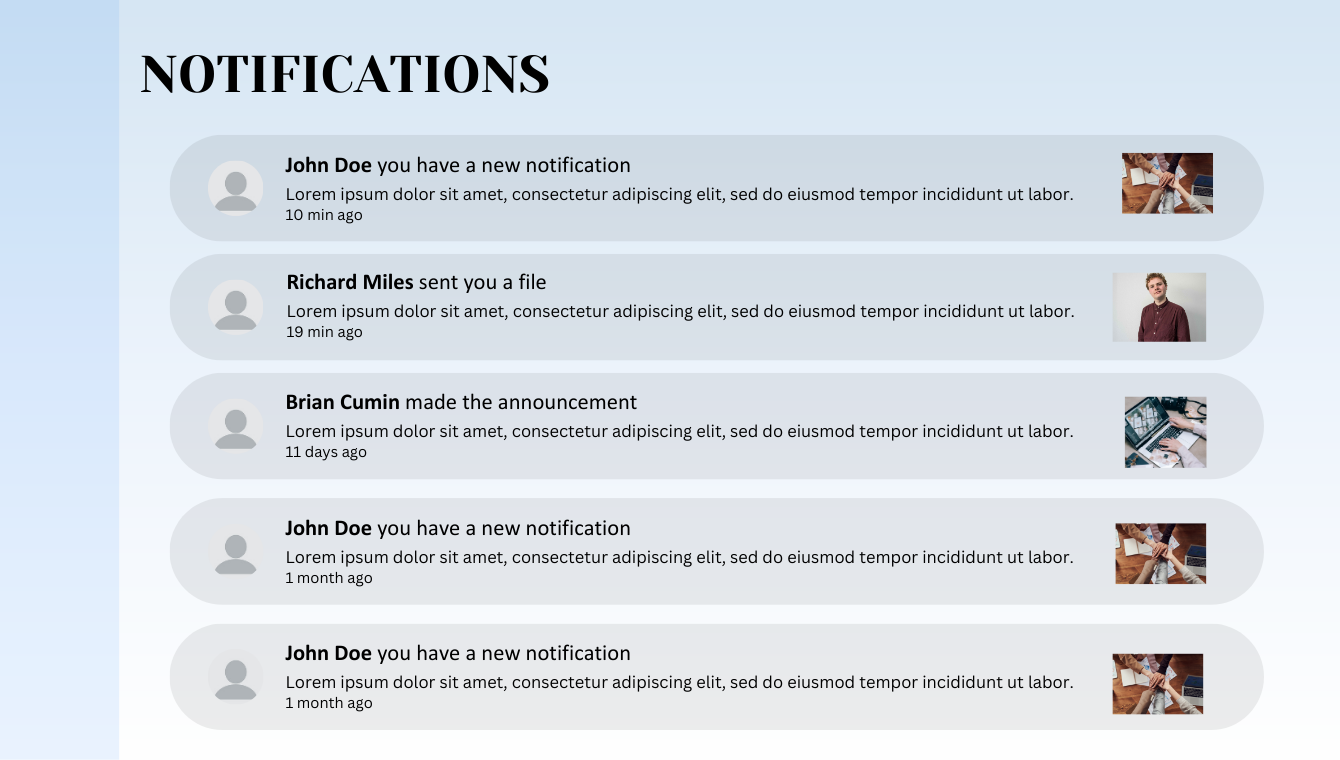 NOTIFICATIONS
John Doe you have a new notification
Lorem ipsum dolor sit amet, consectetur adipiscing elit, sed do eiusmod tempor incididunt ut labor.
10 min ago
Richard Miles sent you a file
Lorem ipsum dolor sit amet, consectetur adipiscing elit, sed do eiusmod tempor incididunt ut labor.
19 min ago
Brian Cumin made the announcement
Lorem ipsum dolor sit amet, consectetur adipiscing elit, sed do eiusmod tempor incididunt ut labor.
11 days ago
John Doe you have a new notification
Lorem ipsum dolor sit amet, consectetur adipiscing elit, sed do eiusmod tempor incididunt ut labor.
1 month ago
John Doe you have a new notification
Lorem ipsum dolor sit amet, consectetur adipiscing elit, sed do eiusmod tempor incididunt ut labor.
1 month ago